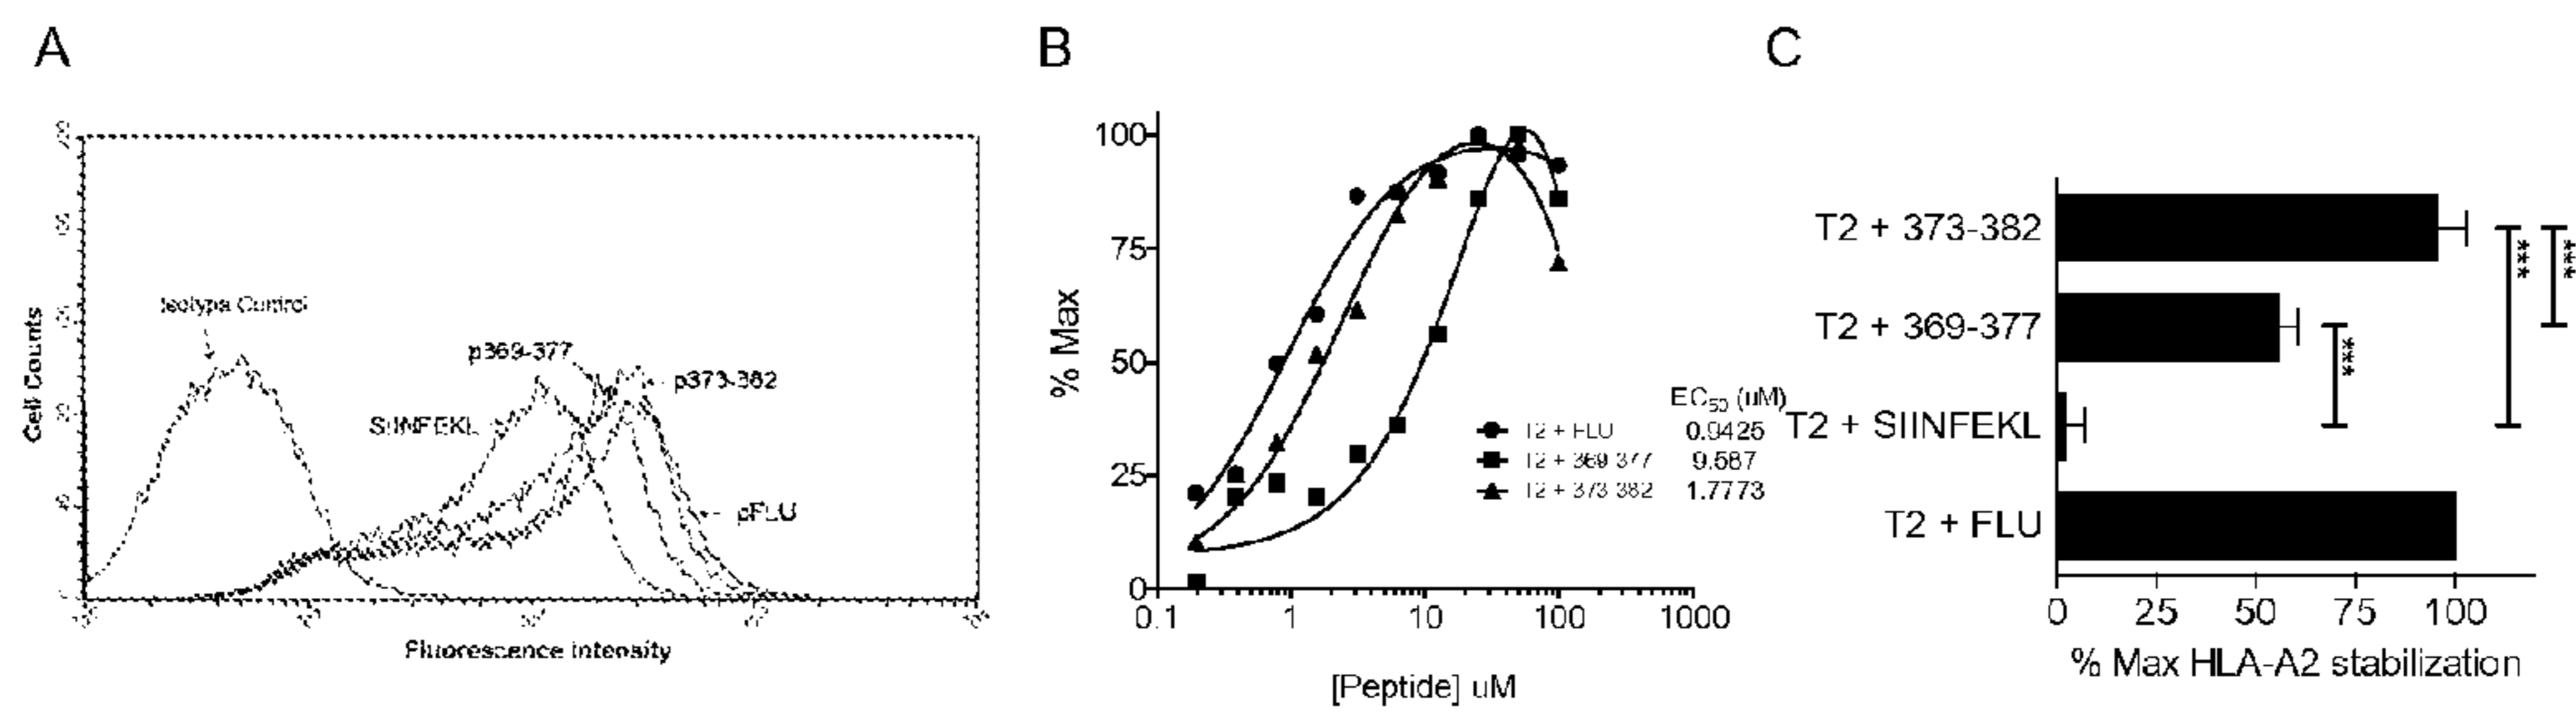 A
Isotype Control
p369-377
p373-382
SIINFEKL
pFLU
Cell Counts
Fluorescence intensity
B
100
75
50
25
0
0.1 1 10 100 1000
% Max
[Peptide] uM
EC50 (uM)
T2 + FLU 0.9425
T2 + 369-377 9.587
T2 + 373-382 1.7773
C
T2 + 373-382
T2 + 369-377
T2 + SIINFEKL
T2 + FLU
***
***
***
0 25 50 75 100
% Max HLA-A2 stabilization